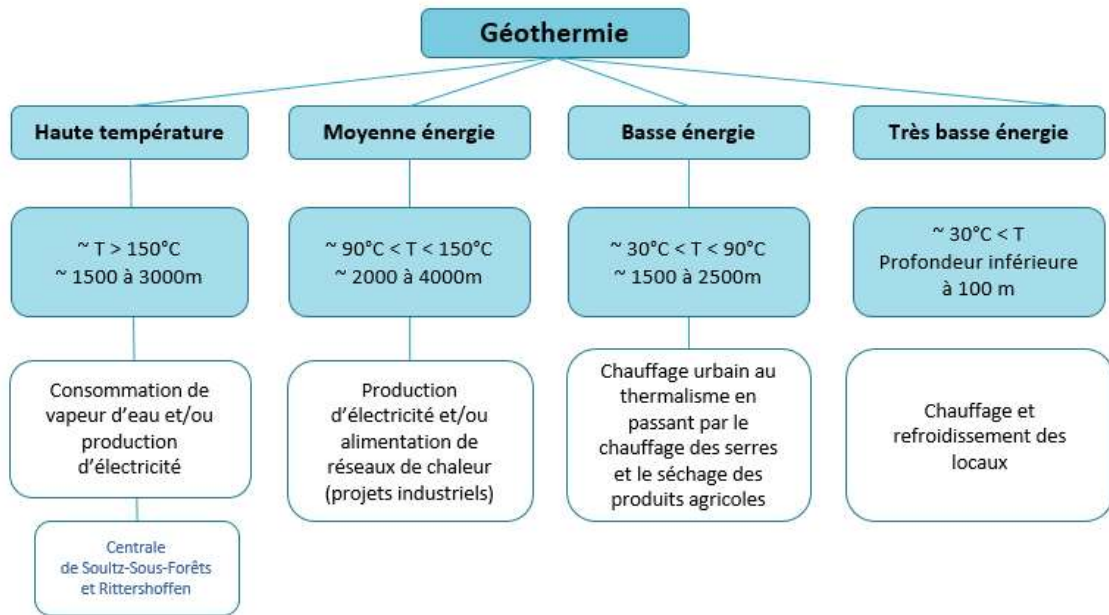 Géothermie
Haute température
Moyenne énergie
Basse énergie
Très basse énergie
~ T > 150°C
~ 1500 à 3000m
~ 90°C < T < 150°C
~ 2000 à 4000m
~ 30°C < T < 90°C
~ 1500 à 2500m
~ 30°C < T
Profondeur inférieure
à 100 m
Consommation de
vapeur d'eau et/ou
production
d'électricité
Production
d'électricité et/ou
alimentation de
réseaux de chaleur
(projets industriels)
Chauffage urbain au
thermalisme en
passant par le
chauffage des serres
et le séchage des
produits agricoles
Chauffage et
refroidissement des
locaux
Centrale
de Soultz-Sous-Forêts
et Rittershoffen